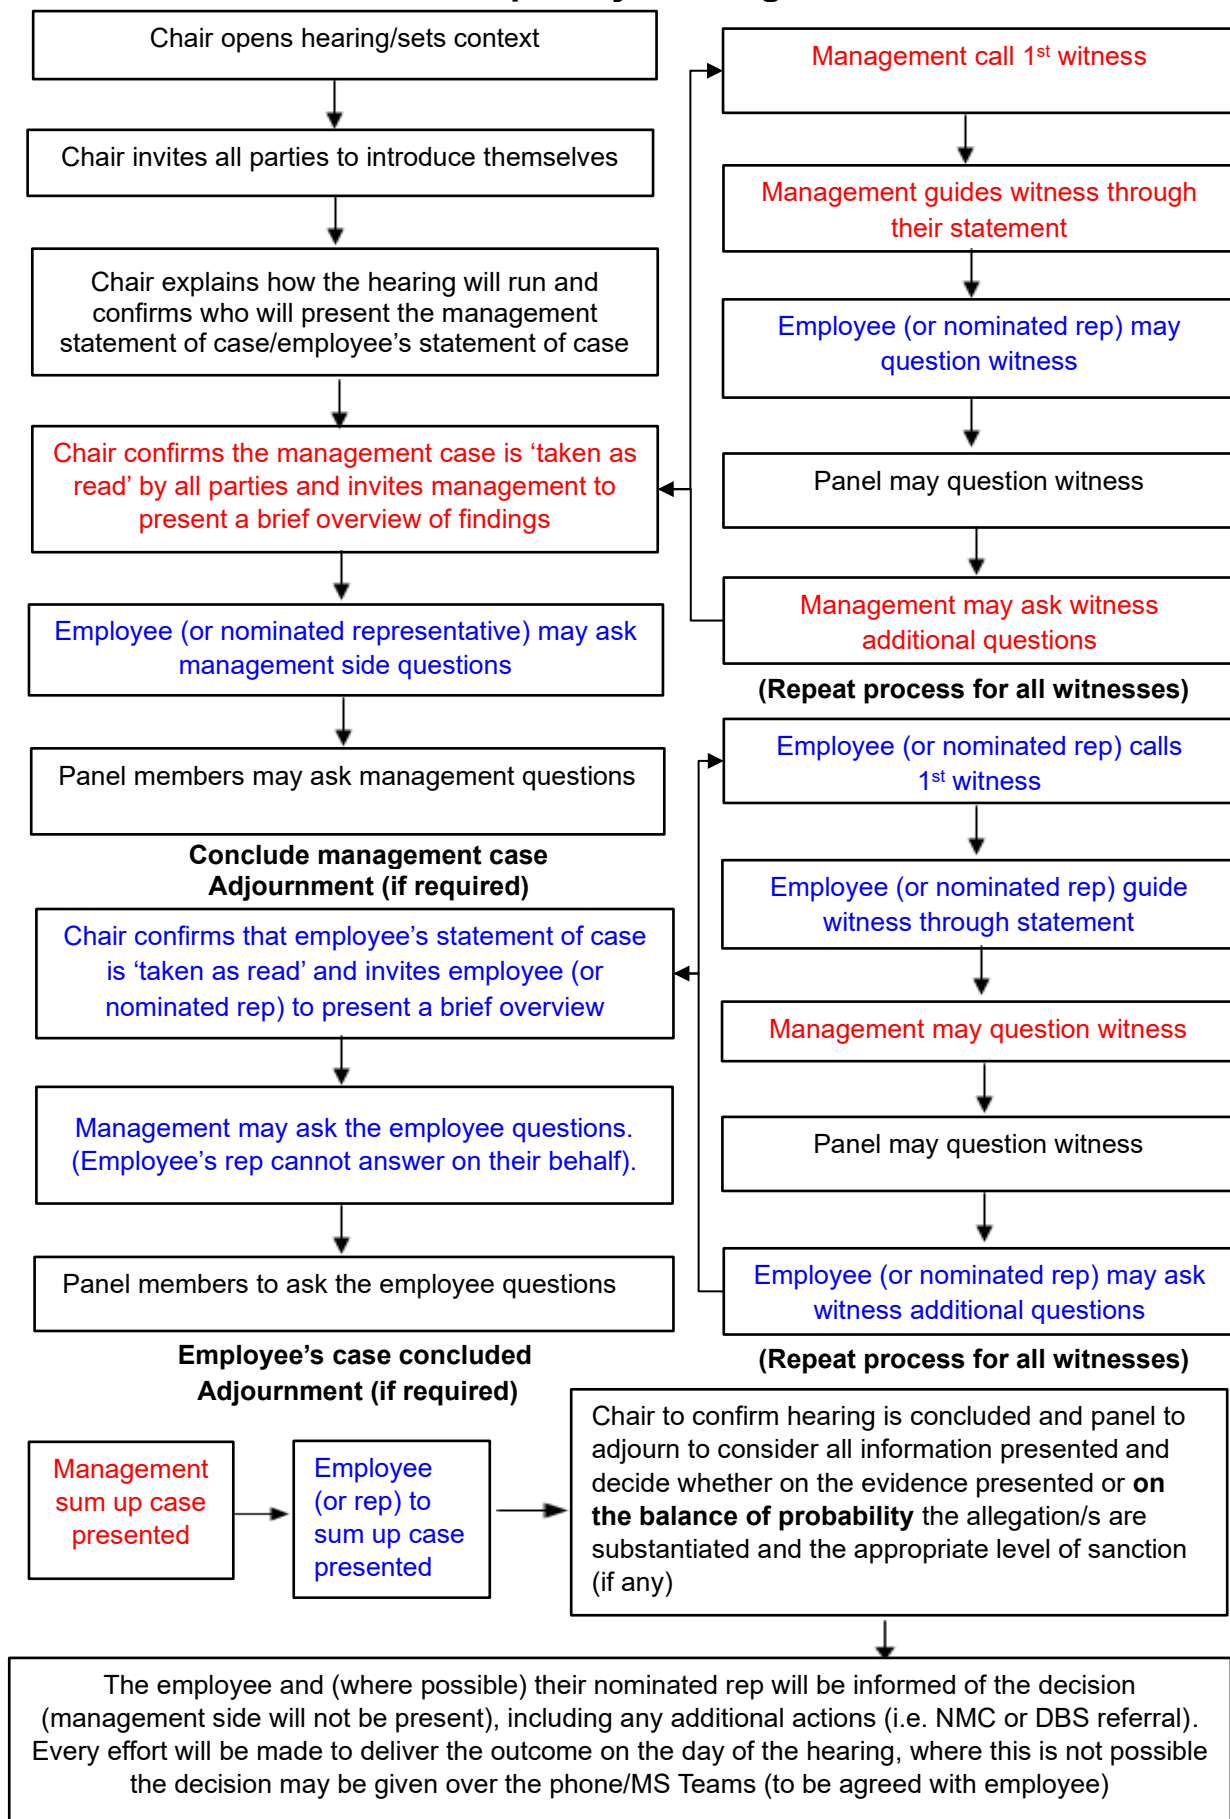 Chair opens hearing/sets context
Chair invites all parties to introduce themselves
Chair explains how the hearing will run and
confirms who will present the management
statement of case/employee’s statement of case
Chair confirms the management case is ‘taken as
read’ by all parties and invites management to
present a brief overview of findings
Employee (or nominated representative) may ask
management side questions
Panel members may ask management questions
Conclude management case
Adjournment (if required)
Management call 1st witness
Management guides witness through
their statement
Employee (or nominated rep) may
question witness
Panel may question witness
Management may ask witness
additional questions
(Repeat process for all witnesses)
Chair confirms that employee’s statement of case
is ‘taken as read’ and invites employee (or
nominated rep) to present a brief overview
Management may ask the employee questions.
(Employee’s rep cannot answer on their behalf).
Panel members to ask the employee questions
Employee’s case concluded
Adjournment (if required)
Employee (or nominated rep) calls
1st witness
Employee (or nominated rep) guide
witness through statement
Management may question witness
Panel may question witness
Employee (or nominated rep) may ask
witness additional questions
(Repeat process for all witnesses)
Management
sum up case
presented
Employee
(or rep) to
sum up case
presented
Chair to confirm hearing is concluded and panel to
adjourn to consider all information presented and
decide whether on the evidence presented or on
the balance of probability the allegation/s are
substantiated and the appropriate level of sanction
(if any)
The employee and (where possible) their nominated rep will be informed of the decision
(management side will not be present), including any additional actions (i.e. NMC or DBS referral).
Every effort will be made to deliver the outcome on the day of the hearing, where this is not possible
the decision may be given over the phone/MS Teams (to be agreed with employee)